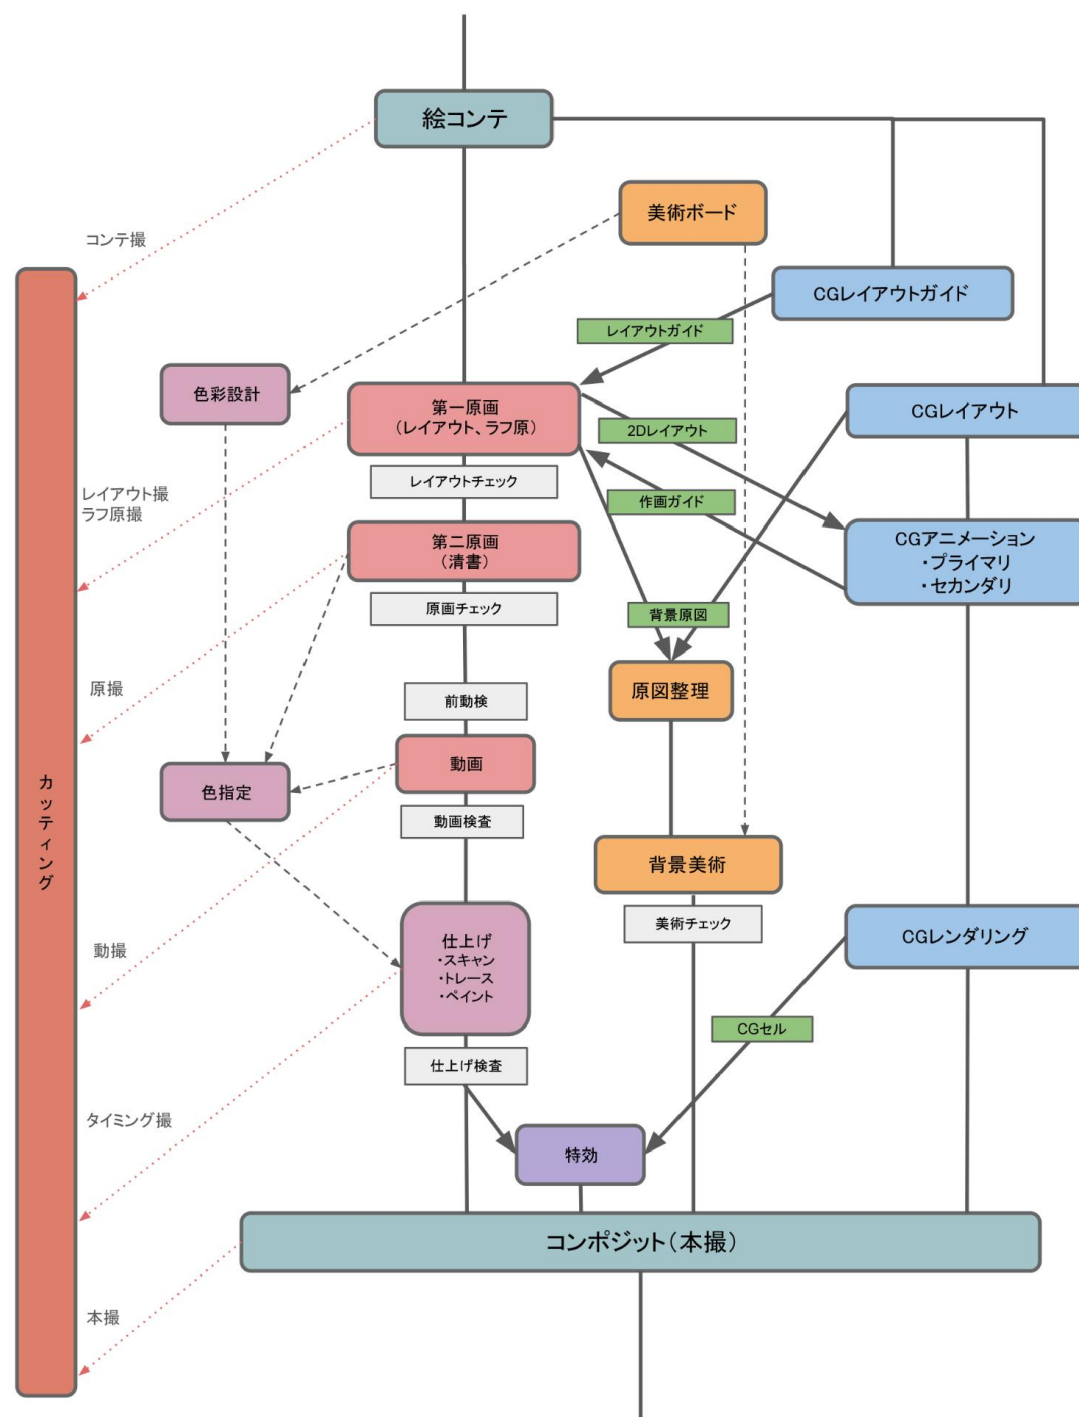 絵コンテ
美術ボード
コンテ撮
CGレイアウトガイド
レイアウトガイド
色彩設計
第一原画
(レイアウト、ラフ原)
CGレイアウト
2Dレイアウト
レイアウトチェック
レイアウト撮
ラフ原撮
作画ガイド
第二原画
(清書)
CGアニメーション
・プライマリ
・セカンダリ
原画チェック
背景原図
原撮
前動検
原図整理
動画
色指定
カッティング
動画検査
背景美術
美術チェック
仕上げ
・スキャン
・トレース
・ペイント
CGレンダリング
動撮
CGセル
仕上げ検査
タイミング撮
特効
コンポジット(本撮)
本撮